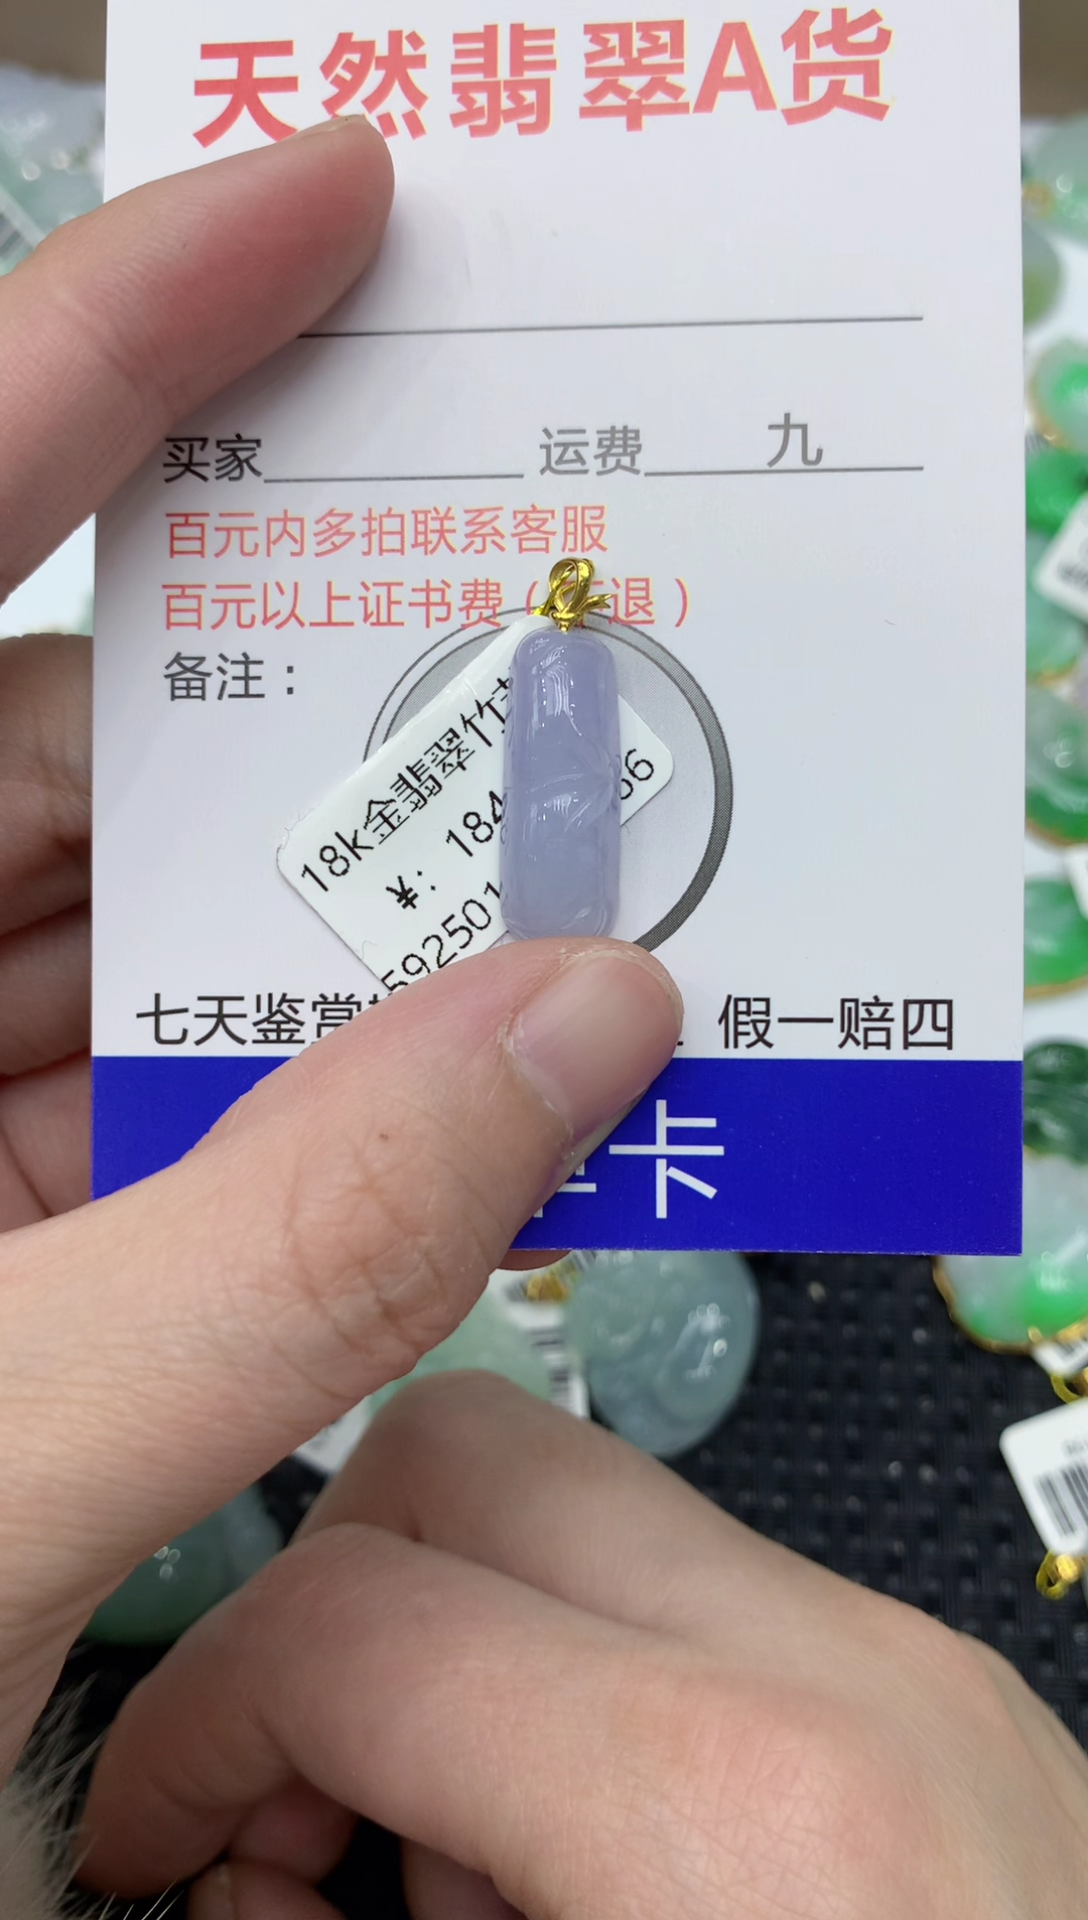 天然翡翠A货
买家 运费 九
百元内多拍联系客服
百元以上证书费（ 退）
备注：
18k金翡翠竹
¥: 184 66
592501
七天鉴赏 假一赔四
卡